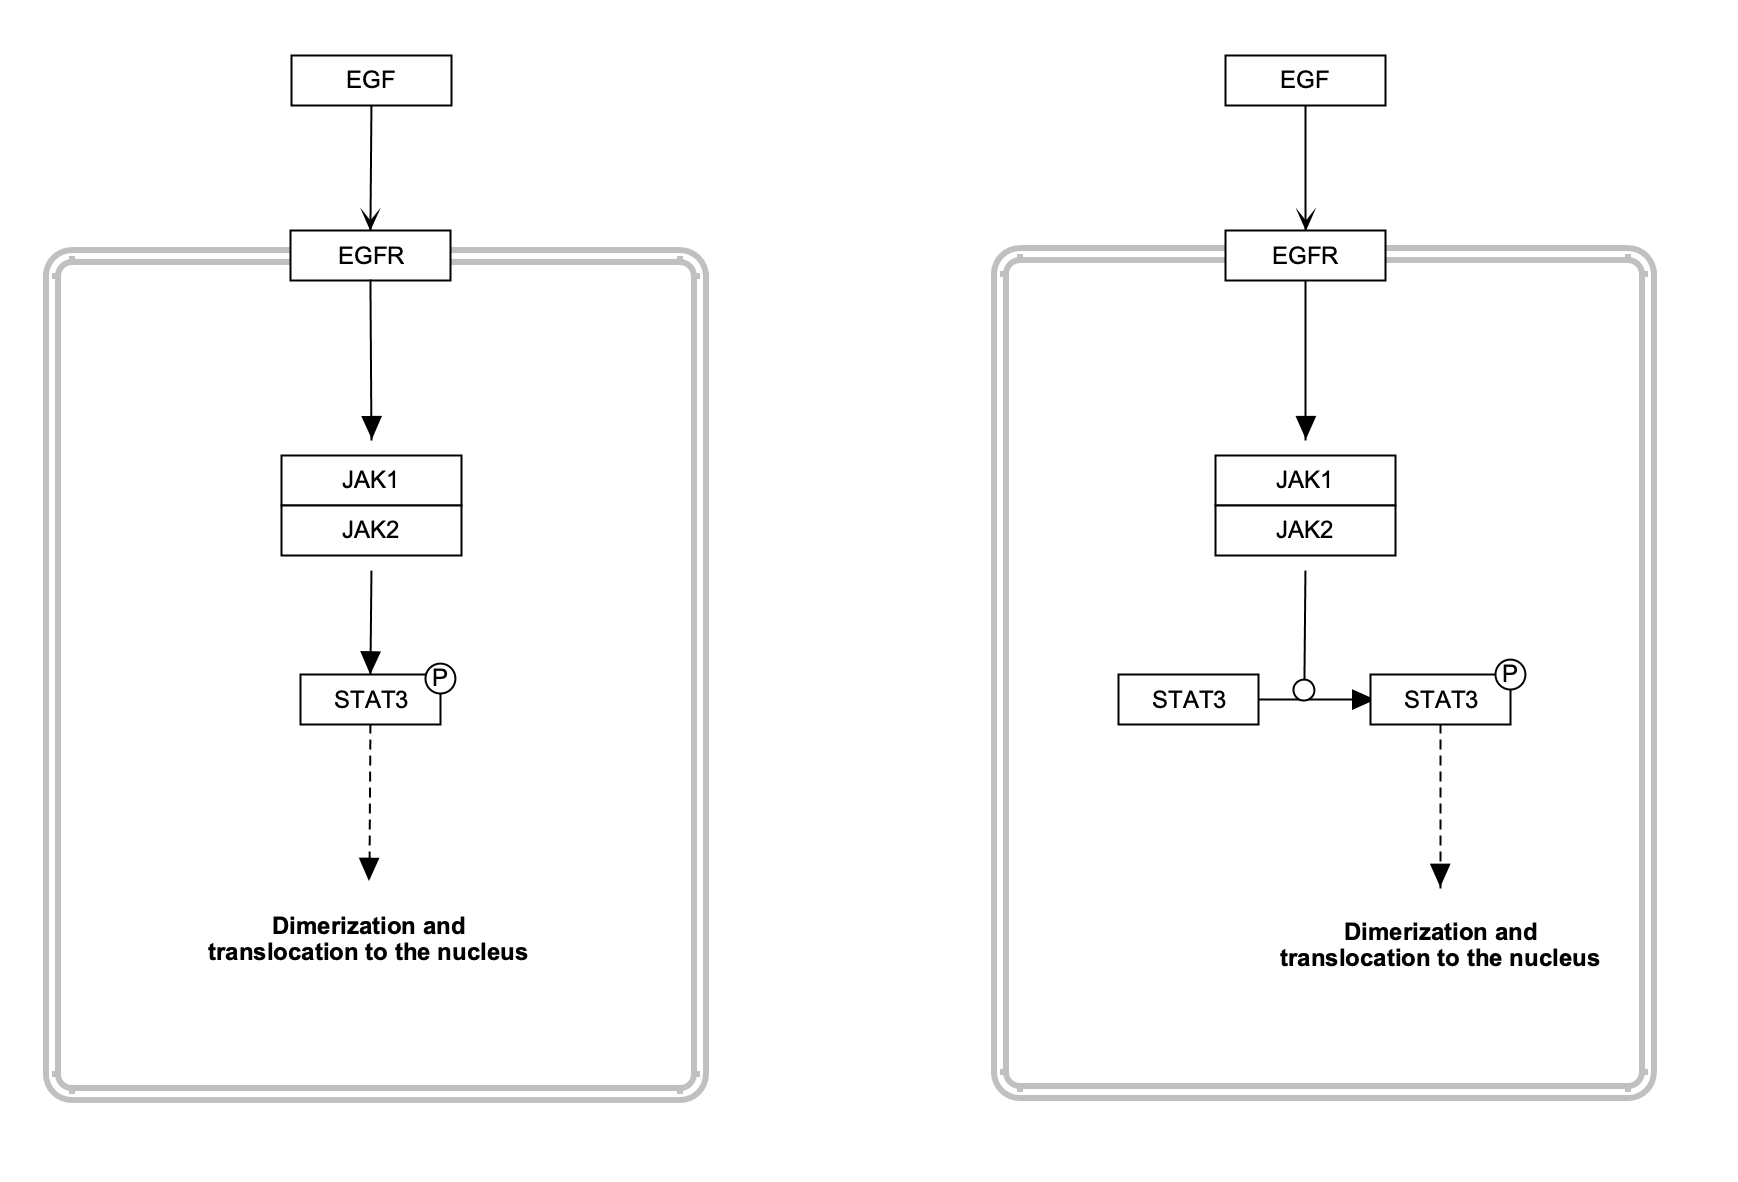 EGF
EGFR
JAK1
JAK2
STAT3
P
Dimerization and
translocation to the nucleus
EGF
EGFR
JAK1
JAK2
STAT3
STAT3
P
Dimerization and
translocation to the nucleus